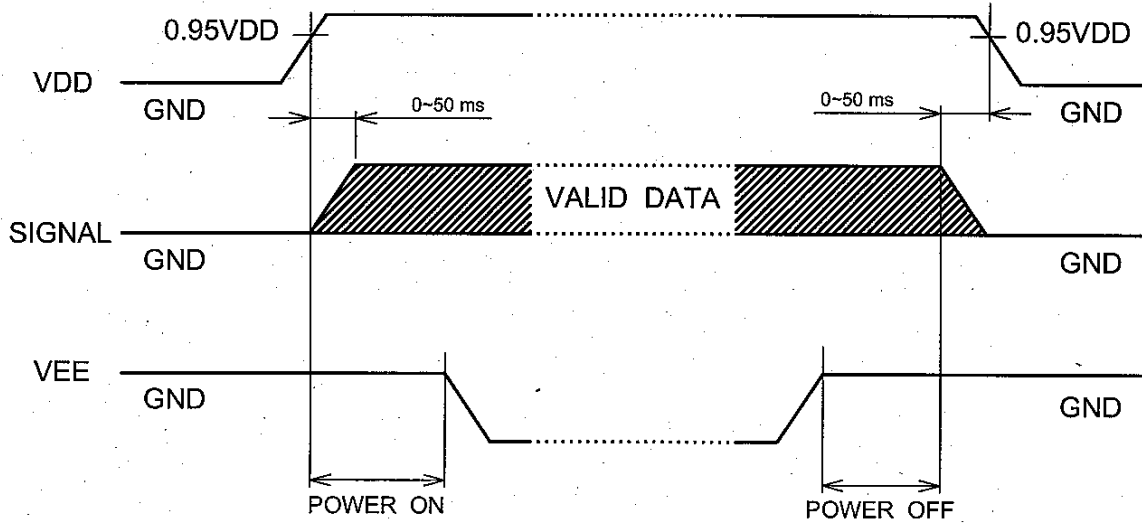 0.95VDD
0.95VDD
VDD
GND
0~50 ms
0~50 ms
GND
VALID DATA
SIGNAL
GND
GND
VEE
GND
GND
POWER ON
POWER OFF